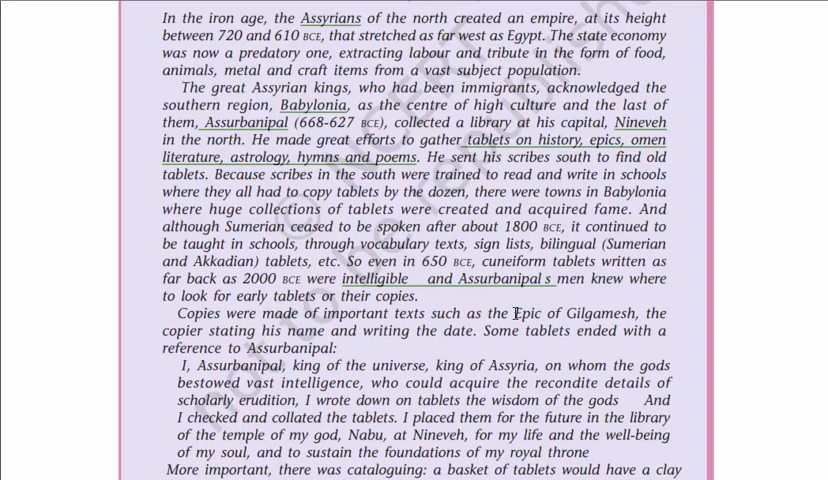 In the iron age, the Assyrians of the north created an empire, at its height
between 720 and 610 BCE, that stretched as far west as Egypt. The state economy
was now a predatory one, extracting labour and tribute in the form of food,
animals, metal and craft items from a vast subject population.
The great Assyrian kings, who had been immigrants, acknowledged the
southern region, Babylonia, as the centre of high culture and the last of
them, Assurbanipal (668-627 BCE), collected a library at his capital, Nineveh
in the north. He made great efforts to gather tablets on history, epics, omen
literature, astrology, hymns and poems. He sent his scribes south to find old
tablets. Because scribes in the south were trained to read and write in schools
where they all had to copy tablets by the dozen, there were towns in Babylonia
where huge collections of tablets were created and acquired fame. And
although Sumerian ceased to be spoken after about 1800 BCE, it continued to
be taught in schools, through vocabulary texts, sign lists, bilingual (Sumerian
and Akkadian) tablets, etc. So even in 650 BCE, cuneiform tablets written as
far back as 2000 BCE were intelligible and Assurbanipal s men knew where
to look for early tablets or their copies.
Copies were made of important texts such as the Epic of Gilgamesh, the
copier stating his name and writing the date. Some tablets ended with a
reference to Assurbanipal:
I, Assurbanipal, king of the universe, king of Assyria, on whom the gods
bestowed vast intelligence, who could acquire the recondite details of
scholarly erudition, I wrote down on tablets the wisdom of the gods And
I checked and collated the tablets. I placed them for the future in the library
of the temple of my god, Nabu, at Nineveh, for my life and the well-being
of my soul, and to sustain the foundations of my royal throne
More important, there was cataloguing: a basket of tablets would have a clay
© NCERT
not to be republishe